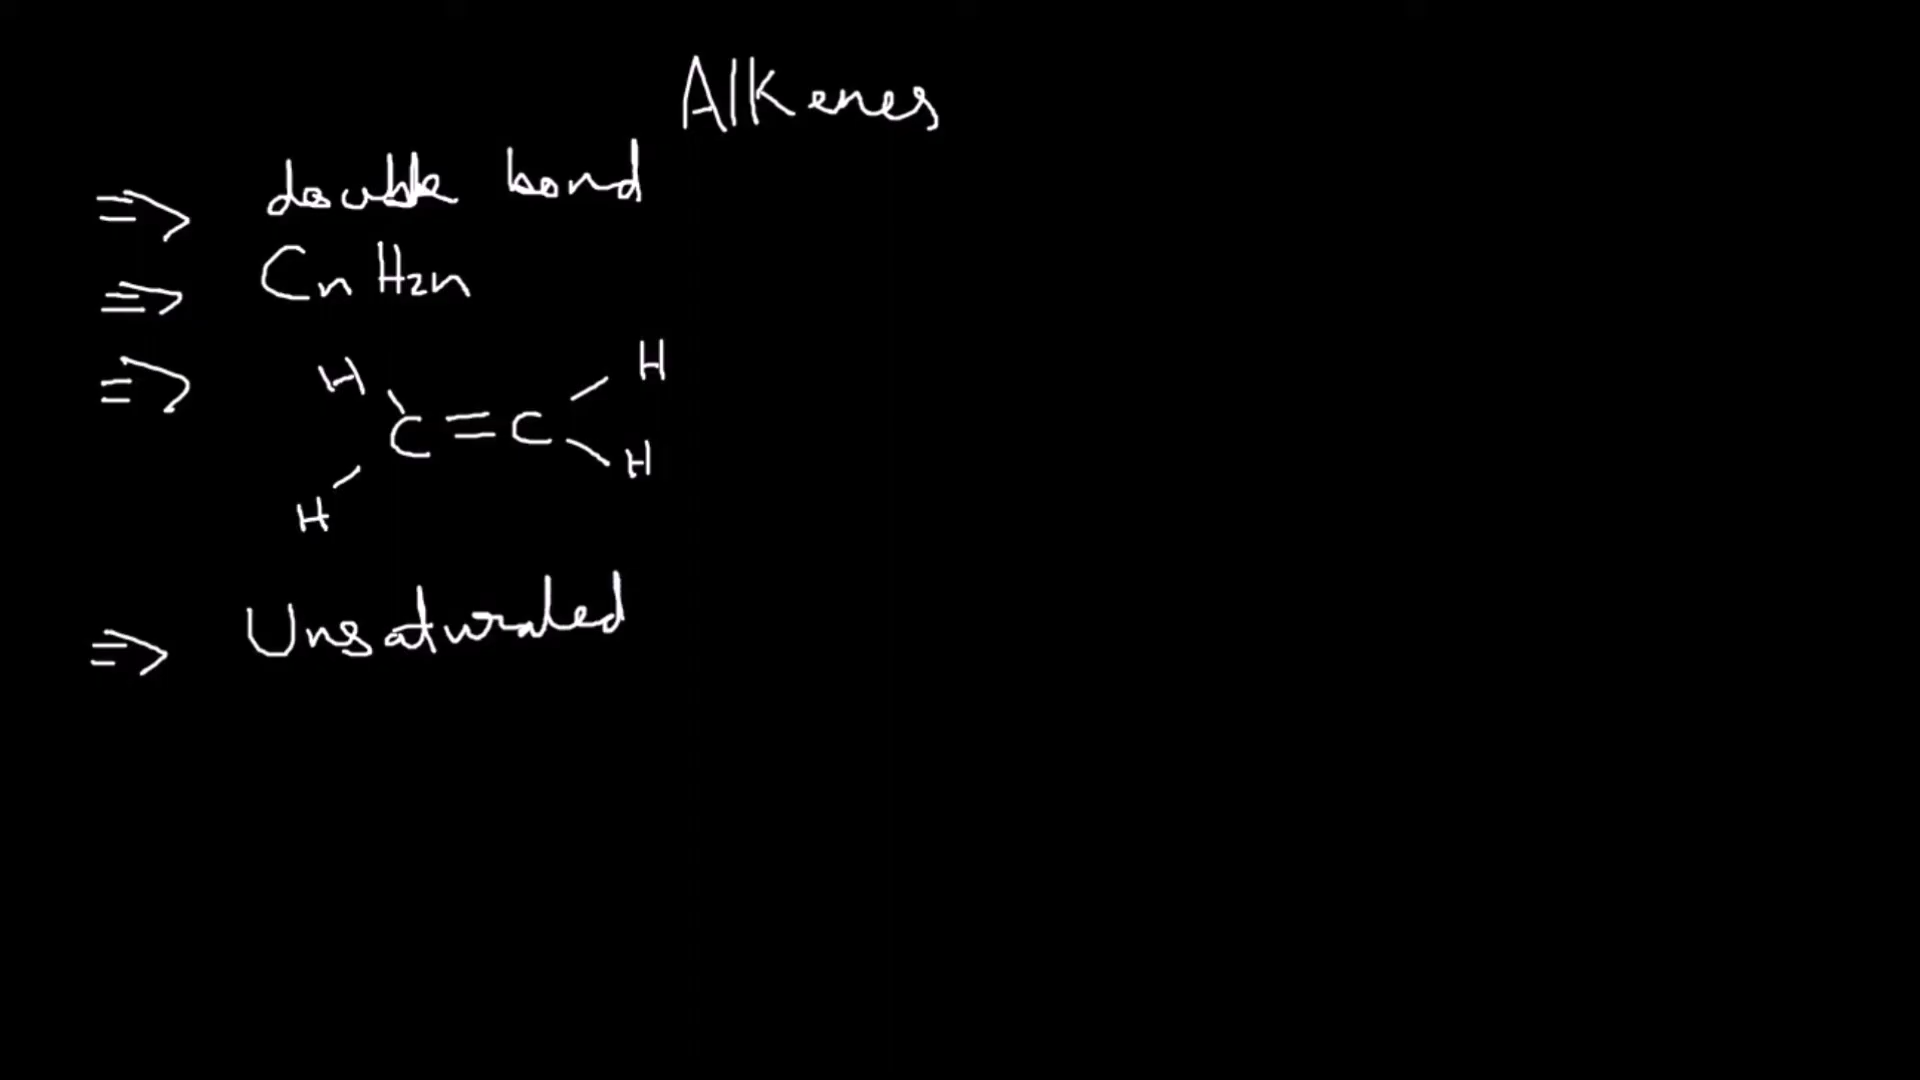 Alkenes
=> double bond
=> CnH2n
=> H H
C=C
H H
=> Unsaturated